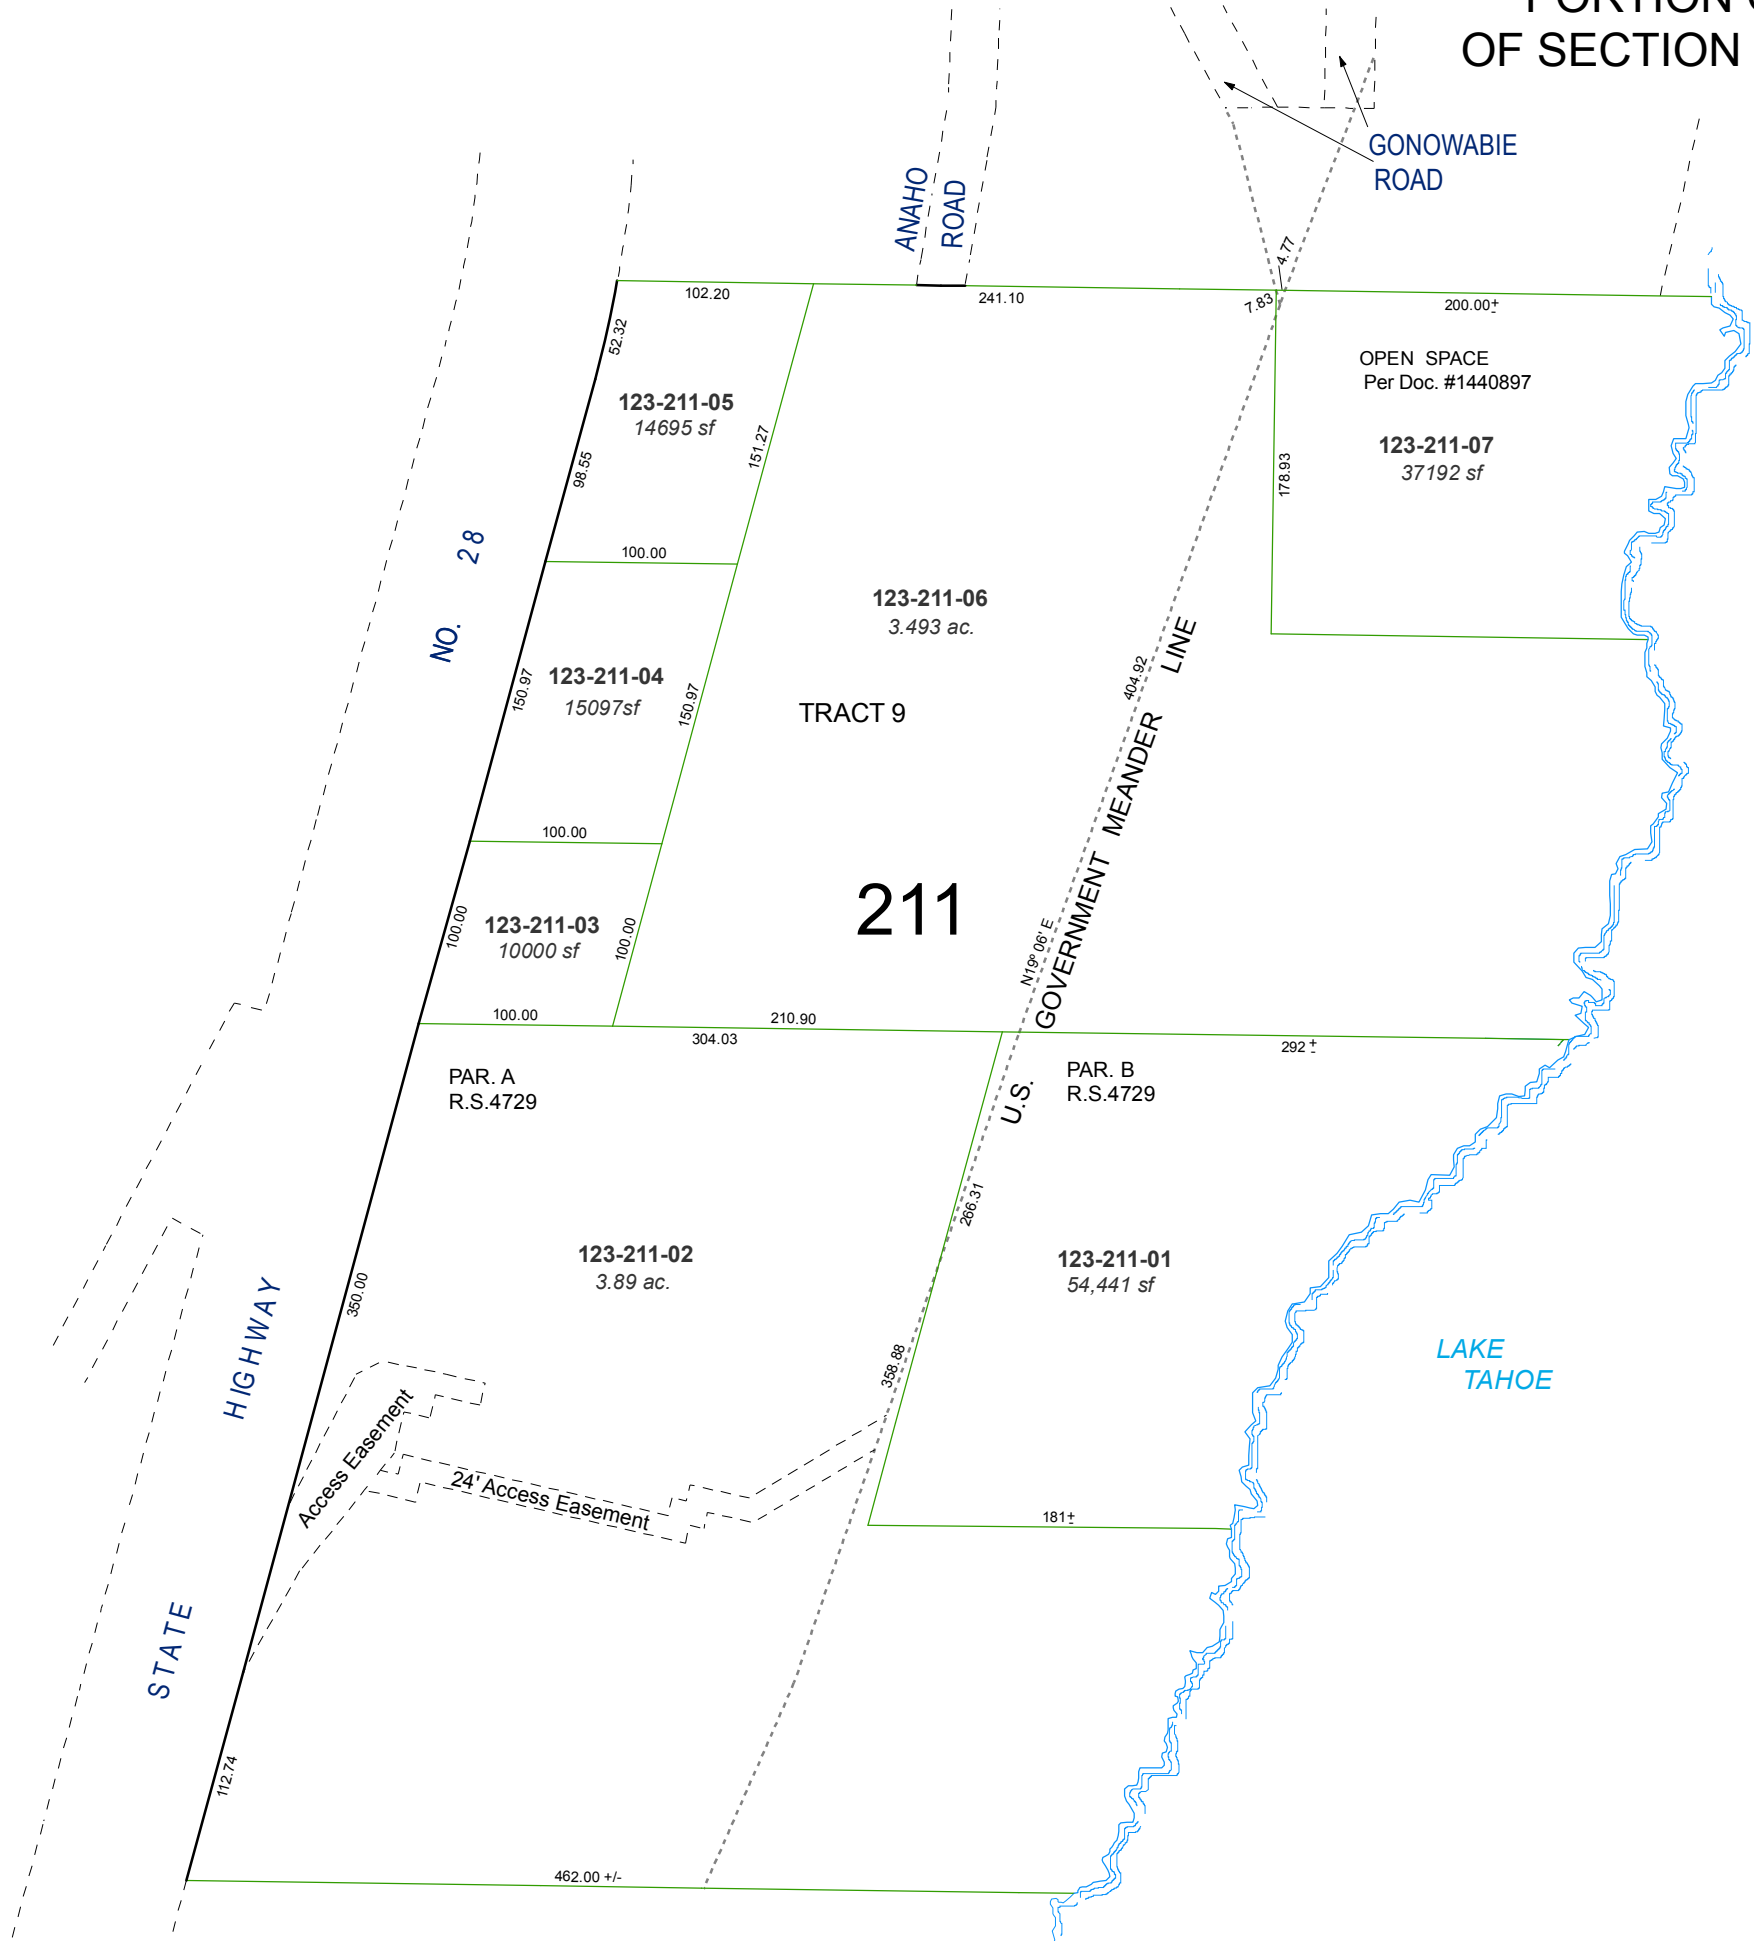 PORTION
OF SECTION
GONOWABIE
ROAD
ANAHO
ROAD
4.77
102.20
241.10
7.83
200.00±
52.32
OPEN SPACE
Per Doc. #1440897
123-211-05
14695 sf
151.27
98.55
123-211-07
37192 sf
178.93
NO. 28
100.00
123-211-06
3.493 ac.
123-211-04
15097sf
150.97
150.97
404.92
TRACT 9
100.00
211
123-211-03
10000 sf
100.00
100.00
N19º 06' E
U.S. GOVERNMENT MEANDER LINE
100.00
210.90
304.03
292 ±
PAR. A
R.S.4729
PAR. B
R.S.4729
266.31
123-211-02
3.89 ac.
123-211-01
54,441 sf
350.00
STATE HIGHWAY
358.88
LAKE
TAHOE
Access Easement
24' Access Easement
181±
112.74
462.00 +/-